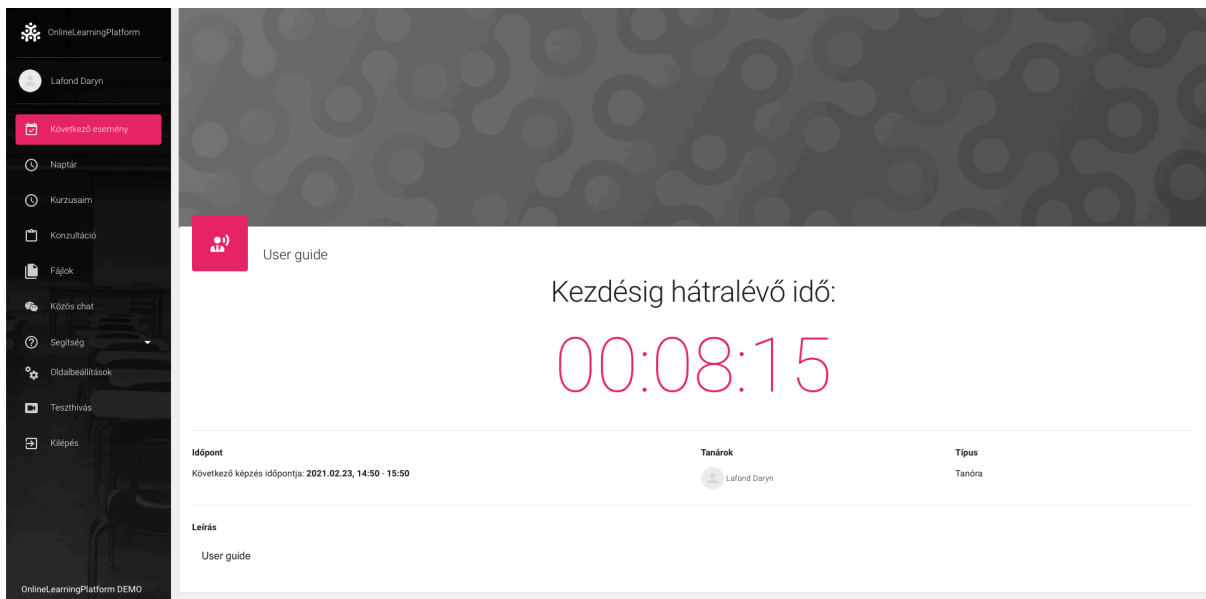 OnlineLearningPlatform
Lafond Daryn
Következő esemény
Naptár
Kurzusaim
Konzultáció
Fájlok
Közös chat
Segítség
Oldalbeállítások
Teszthívás
Kilépés
OnlineLearningPlatform DEMO
User guide
Kezdésig hátralévő idő:
00:08:15
Időpont
Következő képzés időpontja: 2021.02.23, 14:50 - 15:50
Tanárok
Lafond Daryn
Típus
Tanóra
Leírás
User guide